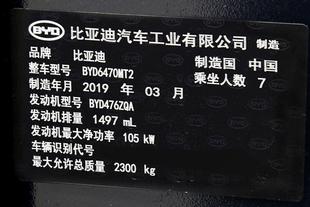 BYD 比亚迪汽车工业有限公司 制造
品牌 比亚迪 制造国 中国
整车型号 BYD6470MT2 乘坐人数 7
制造年月 2019 年 03 月
发动机型号 BYD476ZQA
发动机排量 1497 mL
发动机最大净功率 105 kW
车辆识别代号
最大允许总质量 2300 kg